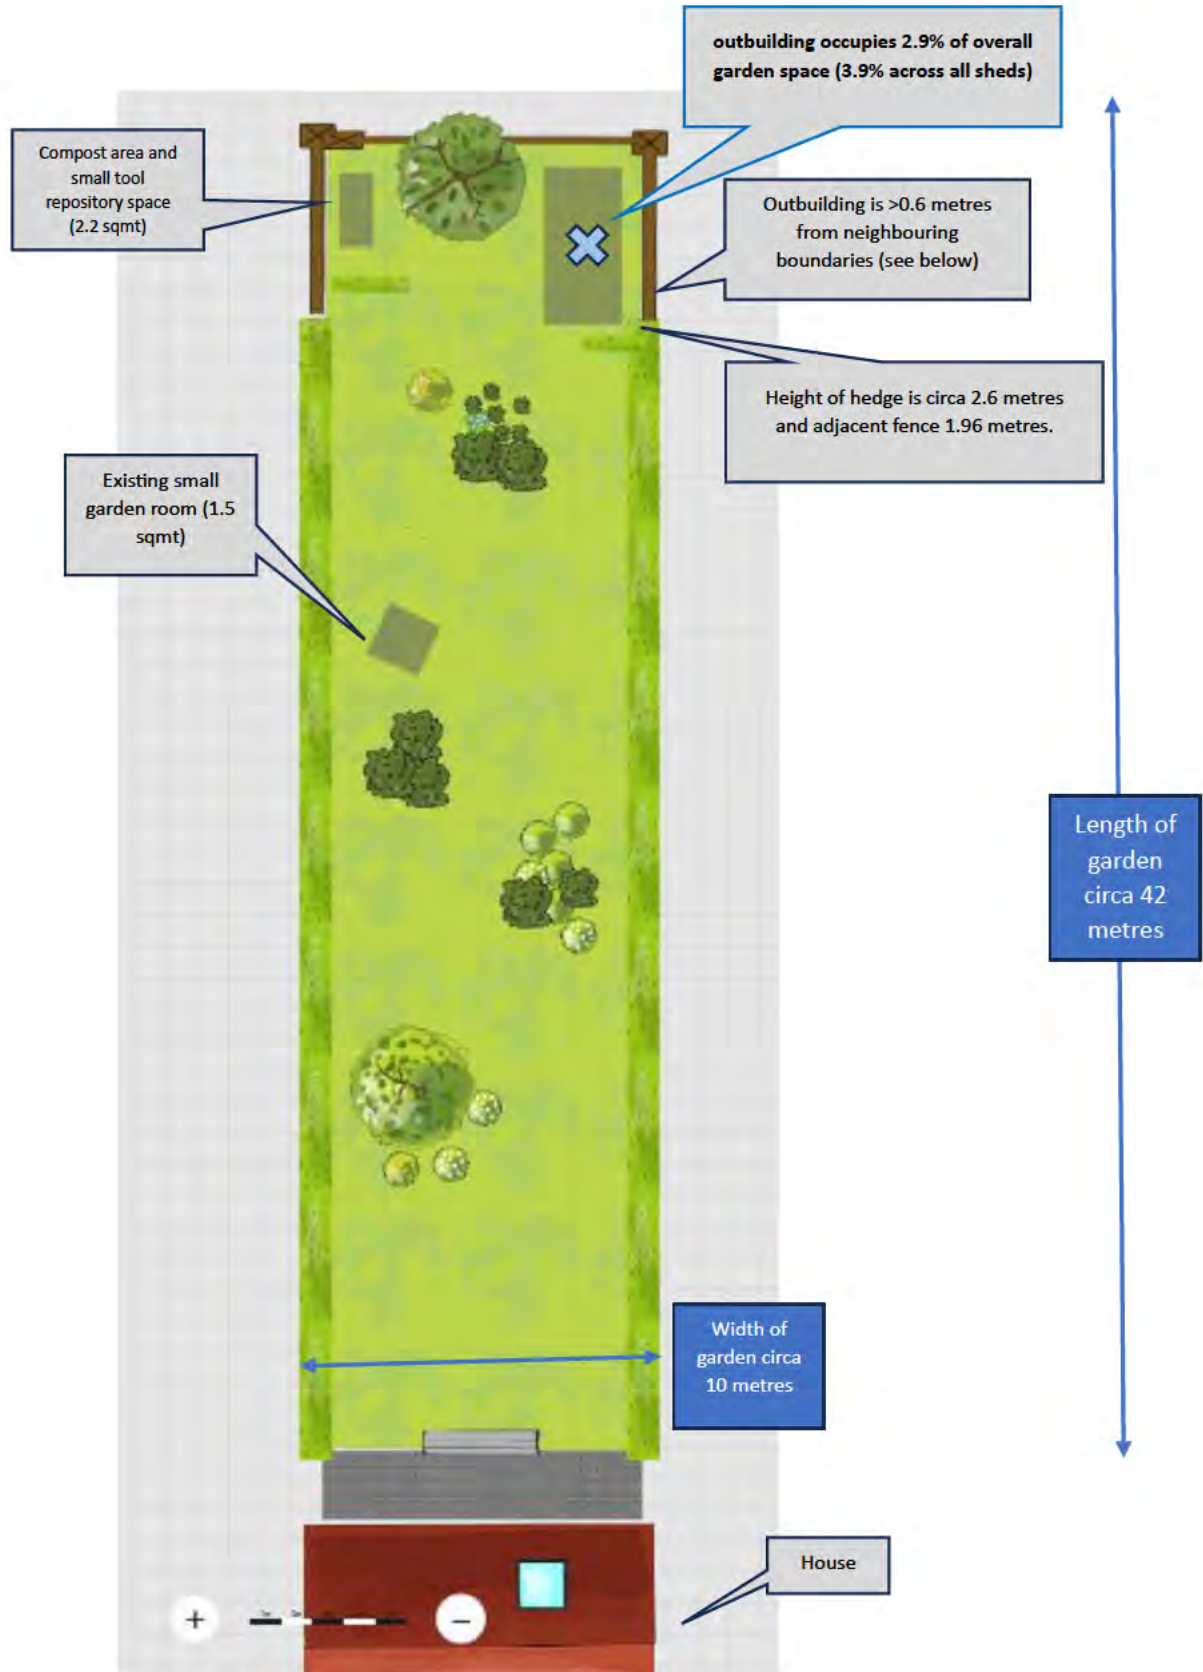 outbuilding occupies 2.9% of overall
garden space (3.9% across all sheds)
Compost area and
small tool
repository space
(2.2 sqmt)
Outbuilding is >0.6 metres
from neighbouring
boundaries (see below)
Height of hedge is circa 2.6 metres
and adjacent fence 1.96 metres.
Existing small
garden room (1.5
sqmt)
Length of
garden
circa 42
metres
Width of
garden circa
10 metres
House
+
−